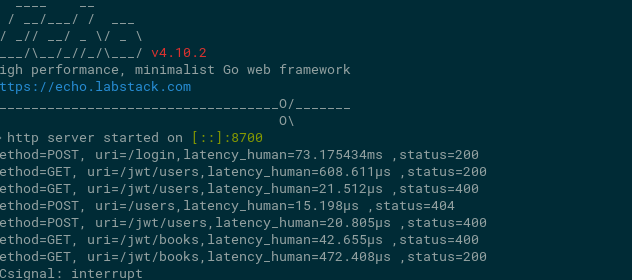 ____    __
  / __/___/ /  ___
 / _// __/ _ \/ _ \
___/\__/_//_/\___/ v4.10.2
igh performance, minimalist Go web framework
ttps://echo.labstack.com
___________________________________O/_______
                                    O\
http server started on [::]:8700
ethod=POST, uri=/login,latency_human=73.175434ms ,status=200
ethod=GET, uri=/jwt/users,latency_human=608.611µs ,status=200
ethod=GET, uri=/jwt/users,latency_human=21.512µs ,status=400
ethod=POST, uri=/users,latency_human=15.198µs ,status=404
ethod=POST, uri=/jwt/users,latency_human=20.805µs ,status=400
ethod=GET, uri=/jwt/books,latency_human=42.655µs ,status=400
ethod=GET, uri=/jwt/books,latency_human=472.408µs ,status=200
Csignal: interrupt